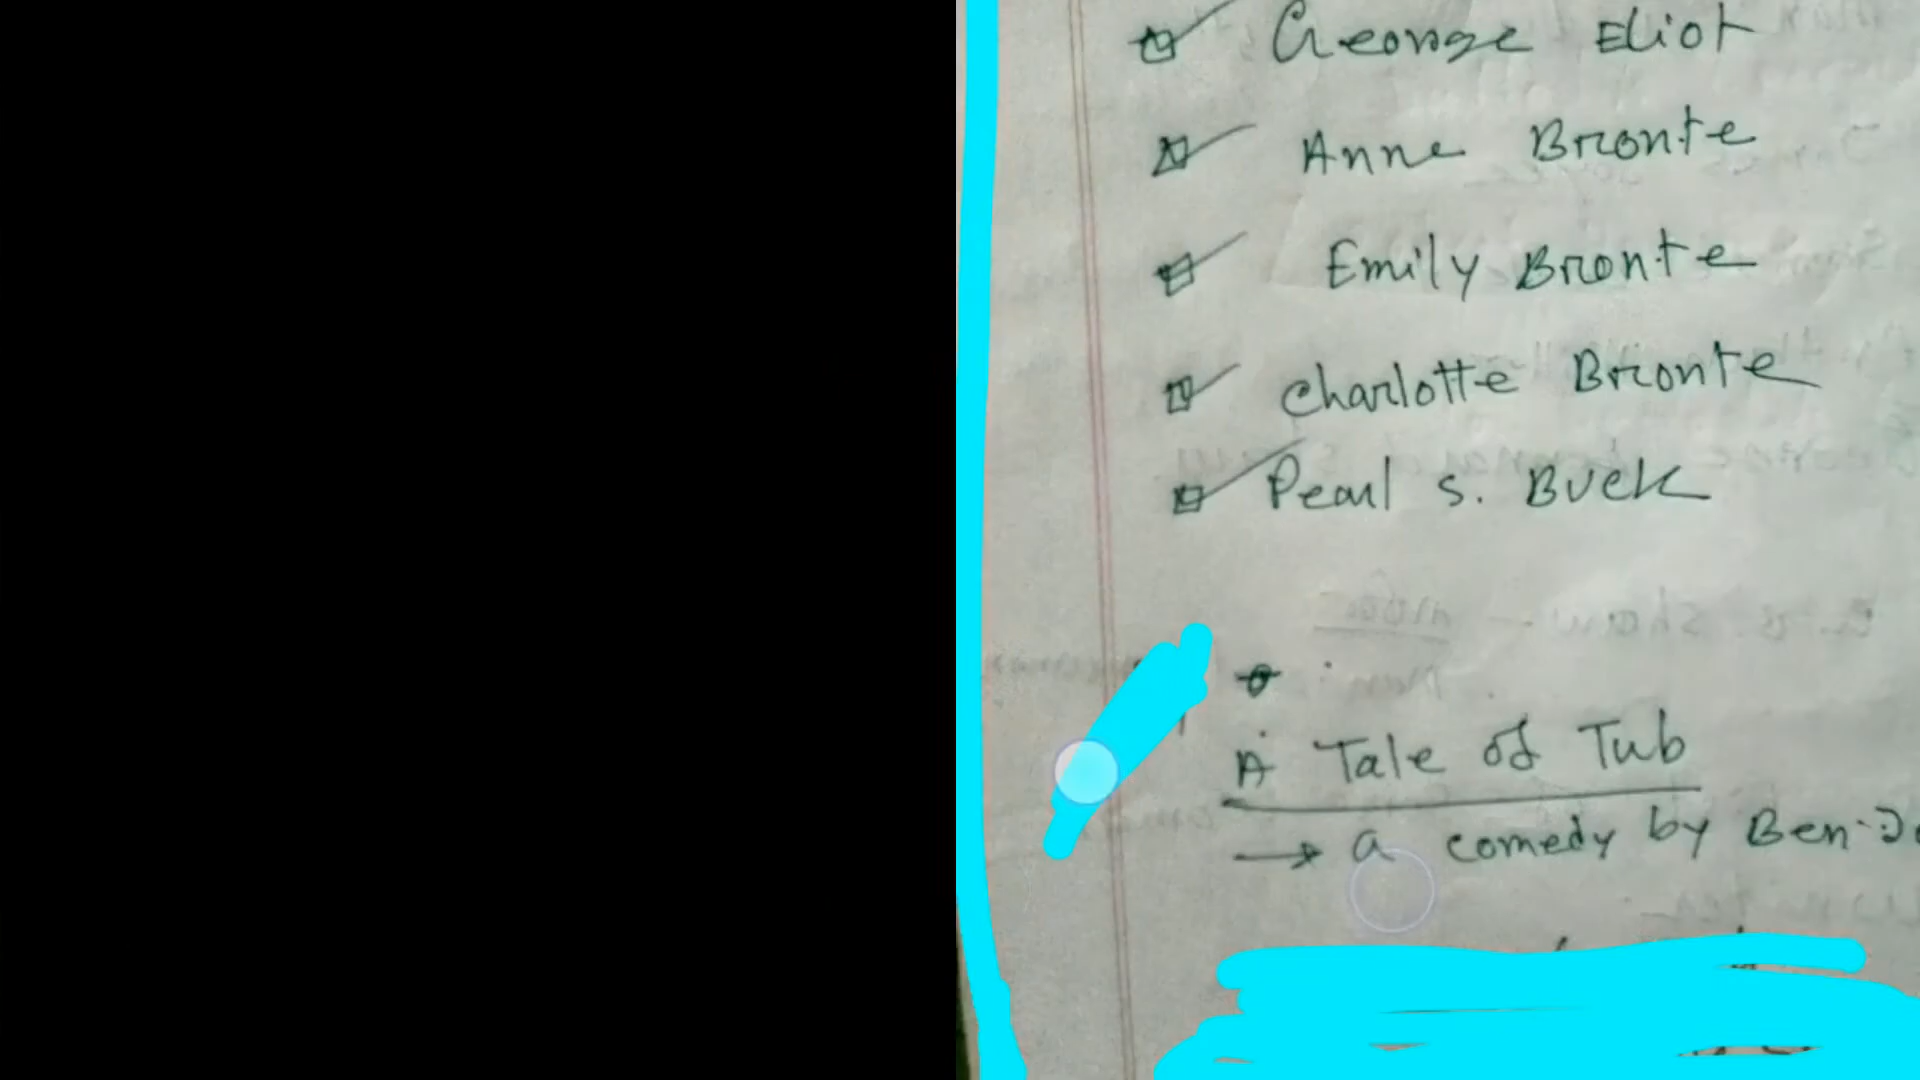 George Eliot
Anne Bronte
Emily Bronte
Charlotte Bronte
Pearl S. Buck
A Tale of Tub
→ a comedy by Ben